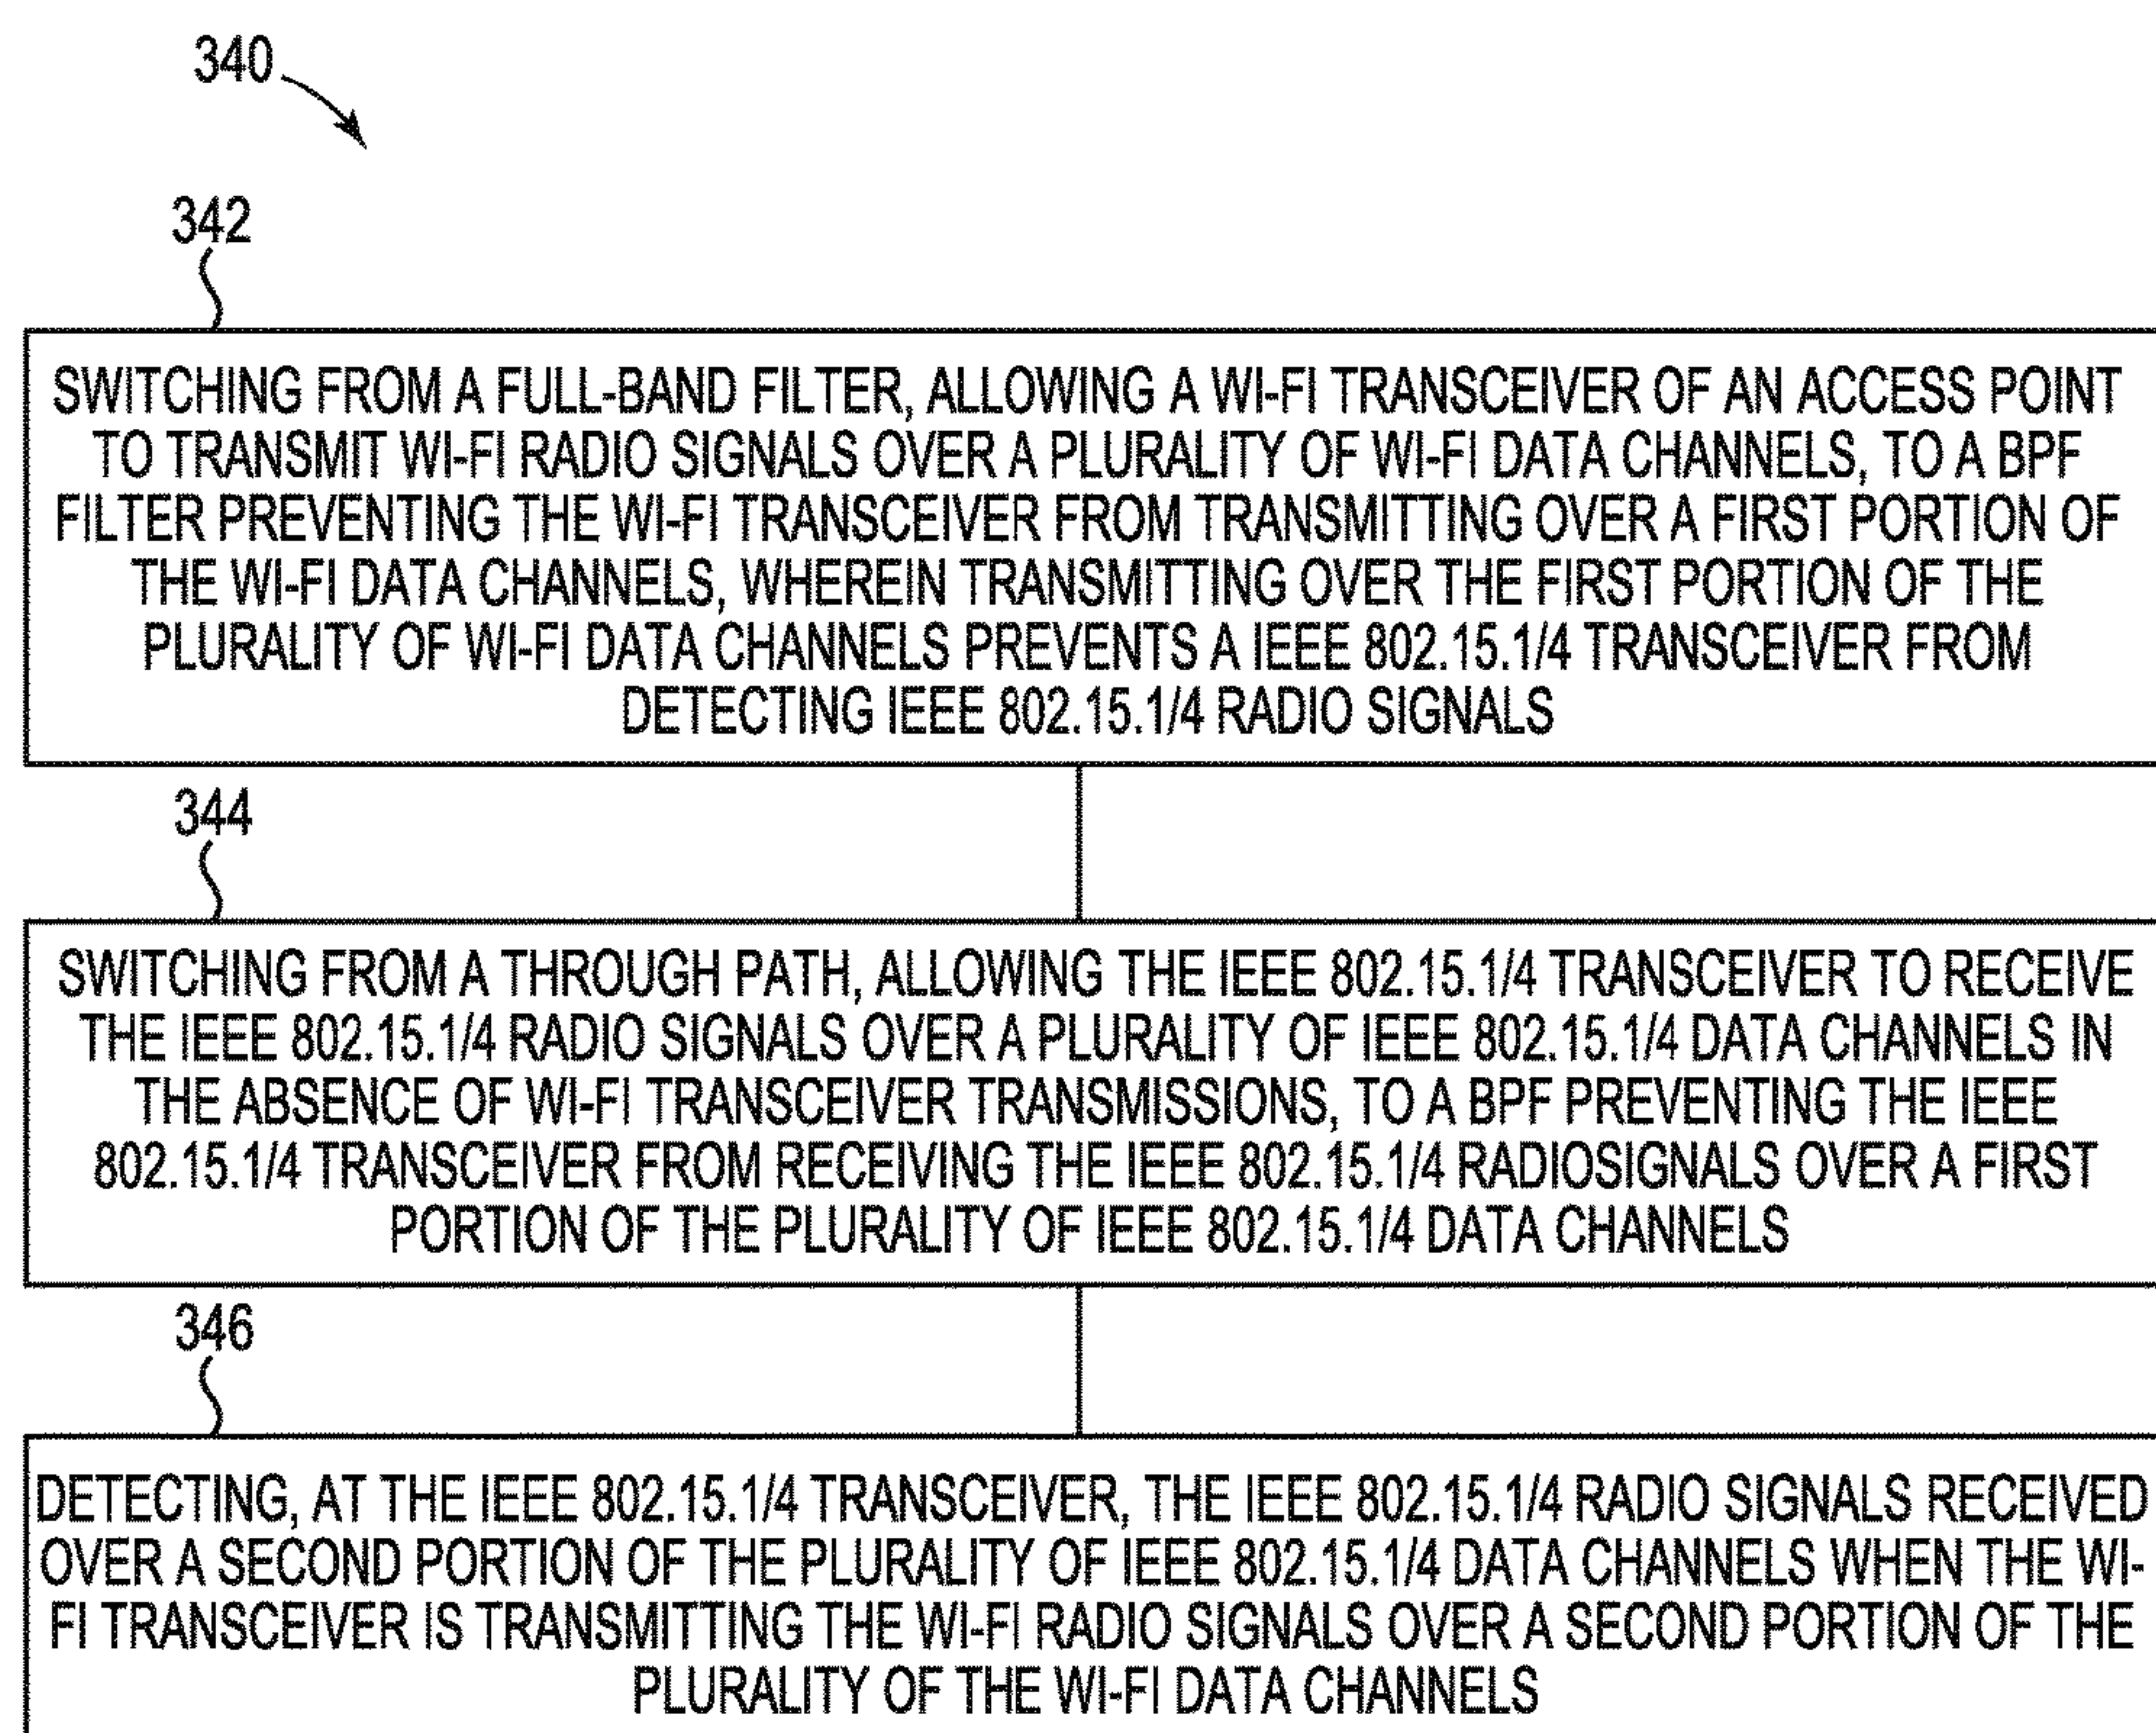 340
342
SWITCHING FROM A FULL-BAND FILTER, ALLOWING A WI-FI TRANSCEIVER OF AN ACCESS POINT
TO TRANSMIT WI-FI RADIO SIGNALS OVER A PLURALITY OF WI-FI DATA CHANNELS, TO A BPF
FILTER PREVENTING THE WI-FI TRANSCEIVER FROM TRANSMITTING OVER A FIRST PORTION OF
THE WI-FI DATA CHANNELS, WHEREIN TRANSMITTING OVER THE FIRST PORTION OF THE
PLURALITY OF WI-FI DATA CHANNELS PREVENTS A IEEE 802.15.1/4 TRANSCEIVER FROM
DETECTING IEEE 802.15.1/4 RADIO SIGNALS
344
SWITCHING FROM A THROUGH PATH, ALLOWING THE IEEE 802.15.1/4 TRANSCEIVER TO RECEIVE
THE IEEE 802.15.1/4 RADIO SIGNALS OVER A PLURALITY OF IEEE 802.15.1/4 DATA CHANNELS IN
THE ABSENCE OF WI-FI TRANSCEIVER TRANSMISSIONS, TO A BPF PREVENTING THE IEEE
802.15.1/4 TRANSCEIVER FROM RECEIVING THE IEEE 802.15.1/4 RADIOSIGNALS OVER A FIRST
PORTION OF THE PLURALITY OF IEEE 802.15.1/4 DATA CHANNELS
346
DETECTING, AT THE IEEE 802.15.1/4 TRANSCEIVER, THE IEEE 802.15.1/4 RADIO SIGNALS RECEIVED
OVER A SECOND PORTION OF THE PLURALITY OF IEEE 802.15.1/4 DATA CHANNELS WHEN THE WI-
FI TRANSCEIVER IS TRANSMITTING THE WI-FI RADIO SIGNALS OVER A SECOND PORTION OF THE
PLURALITY OF THE WI-FI DATA CHANNELS